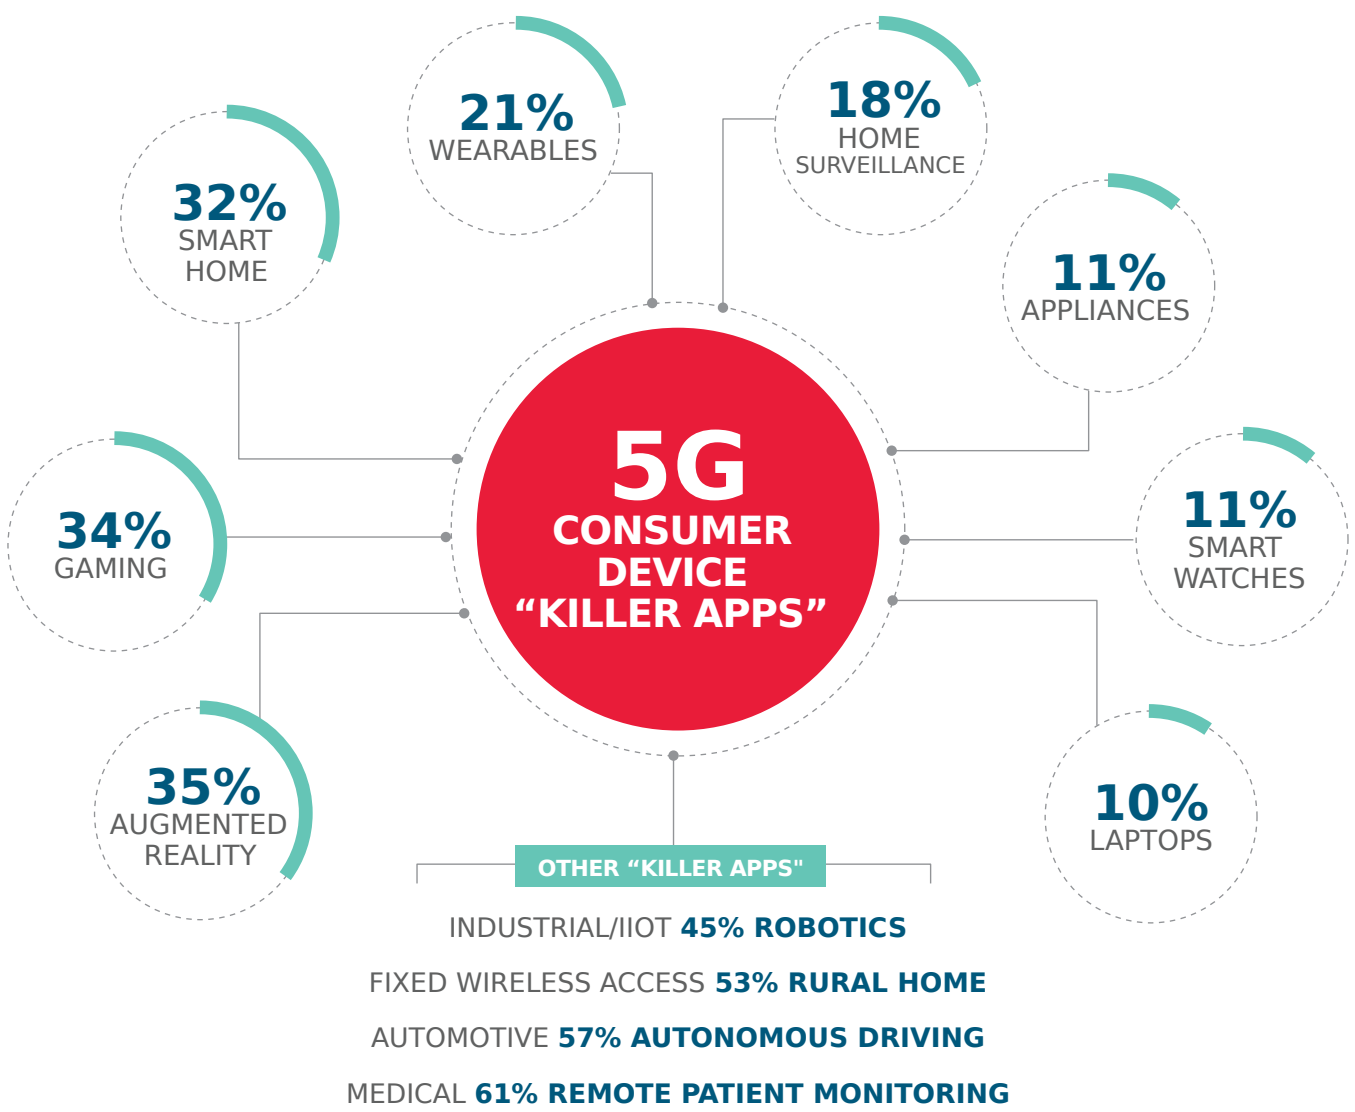 21%
WEARABLES
18%
HOME
SURVEILLANCE
32%
SMART
HOME
11%
APPLIANCES
5G
CONSUMER
DEVICE
“KILLER APPS”
34%
GAMING
11%
SMART
WATCHES
35%
AUGMENTED
REALITY
10%
LAPTOPS
OTHER “KILLER APPS"
INDUSTRIAL/IIOT 45% ROBOTICS
FIXED WIRELESS ACCESS 53% RURAL HOME
AUTOMOTIVE 57% AUTONOMOUS DRIVING
MEDICAL 61% REMOTE PATIENT MONITORING